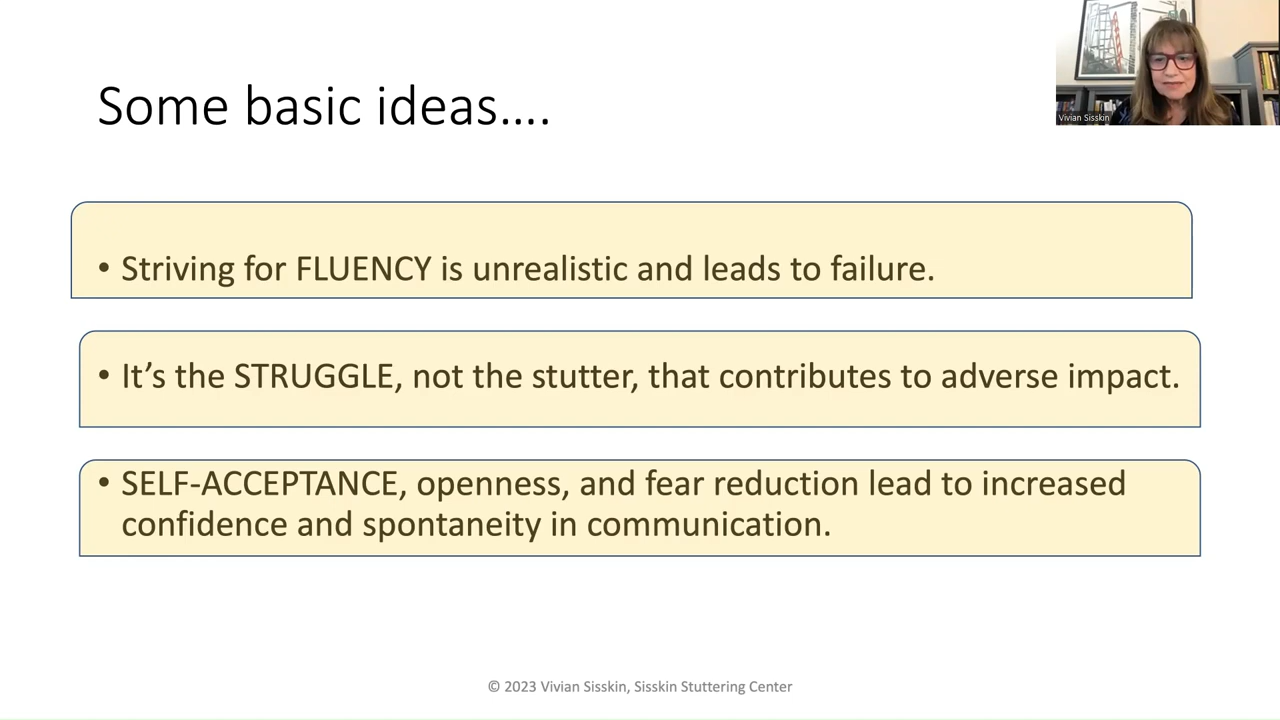 Some basic ideas….
Vivian Sisskin
• Striving for FLUENCY is unrealistic and leads to failure.
• It’s the STRUGGLE, not the stutter, that contributes to adverse impact.
• SELF-ACCEPTANCE, openness, and fear reduction lead to increased
confidence and spontaneity in communication.
© 2023 Vivian Sisskin, Sisskin Stuttering Center